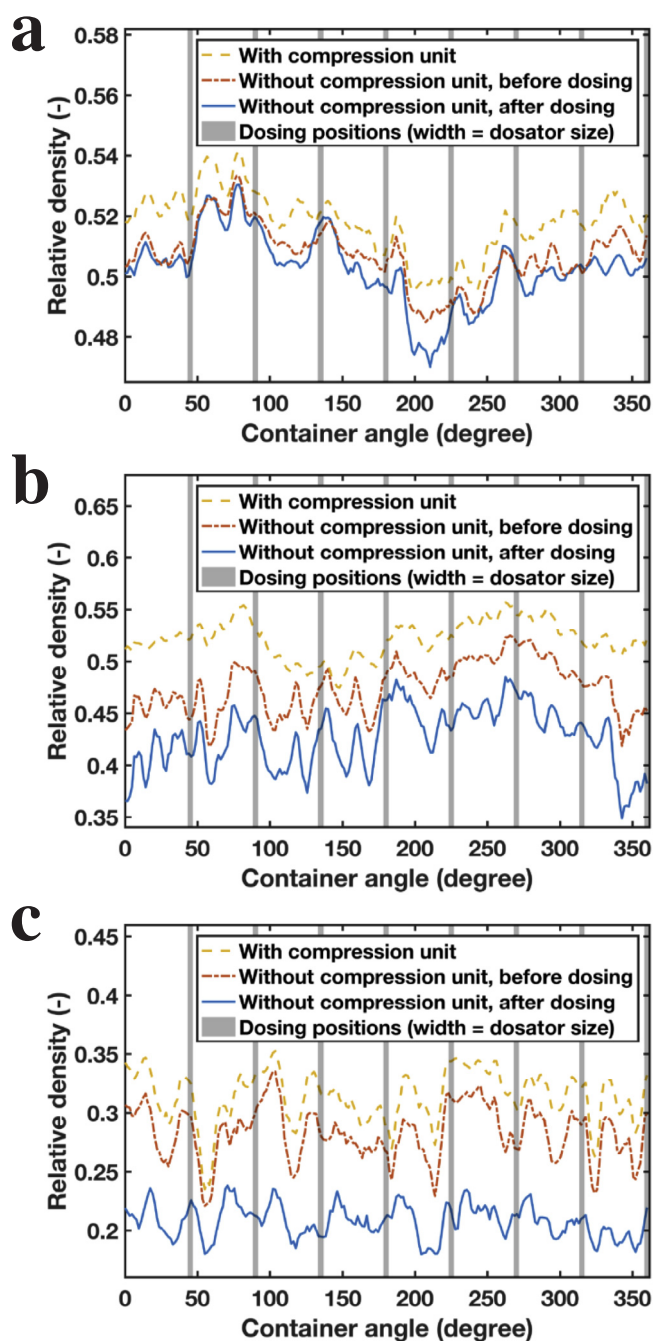 a
0.58
0.56
0.54
0.52
0.5
0.48
Relative density (-)
With compression unit
Without compression unit, before dosing
Without compression unit, after dosing
Dosing positions (width = dosator size)
0 50 100 150 200 250 300 350
Container angle (degree)
b
0.65
0.6
0.55
0.5
0.45
0.4
0.35
Relative density (-)
With compression unit
Without compression unit, before dosing
Without compression unit, after dosing
Dosing positions (width = dosator size)
0 50 100 150 200 250 300 350
Container angle (degree)
c
0.45
0.4
0.35
0.3
0.25
0.2
Relative density (-)
With compression unit
Without compression unit, before dosing
Without compression unit, after dosing
Dosing positions (width = dosator size)
0 50 100 150 200 250 300 350
Container angle (degree)